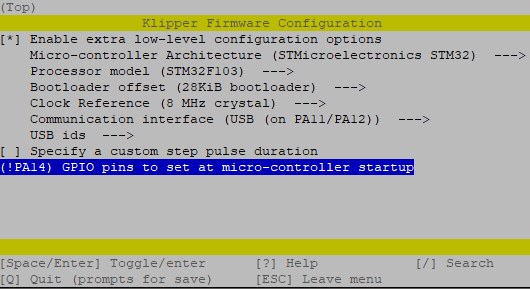 (Top)
Klipper Firmware Configuration
[*] Enable extra low-level configuration options
Micro-controller Architecture (STMicroelectronics STM32)  --->
Processor model (STM32F103)  --->
Bootloader offset (28KiB bootloader)  --->
Clock Reference (8 MHz crystal)  --->
Communication interface (USB (on PA11/PA12))  --->
USB ids  --->
[ ] Specify a custom step pulse duration
(!PA14) GPIO pins to set at micro-controller startup
[Space/Enter] Toggle/enter [?] Help [/] Search
[Q] Quit (prompts for save) [ESC] Leave menu